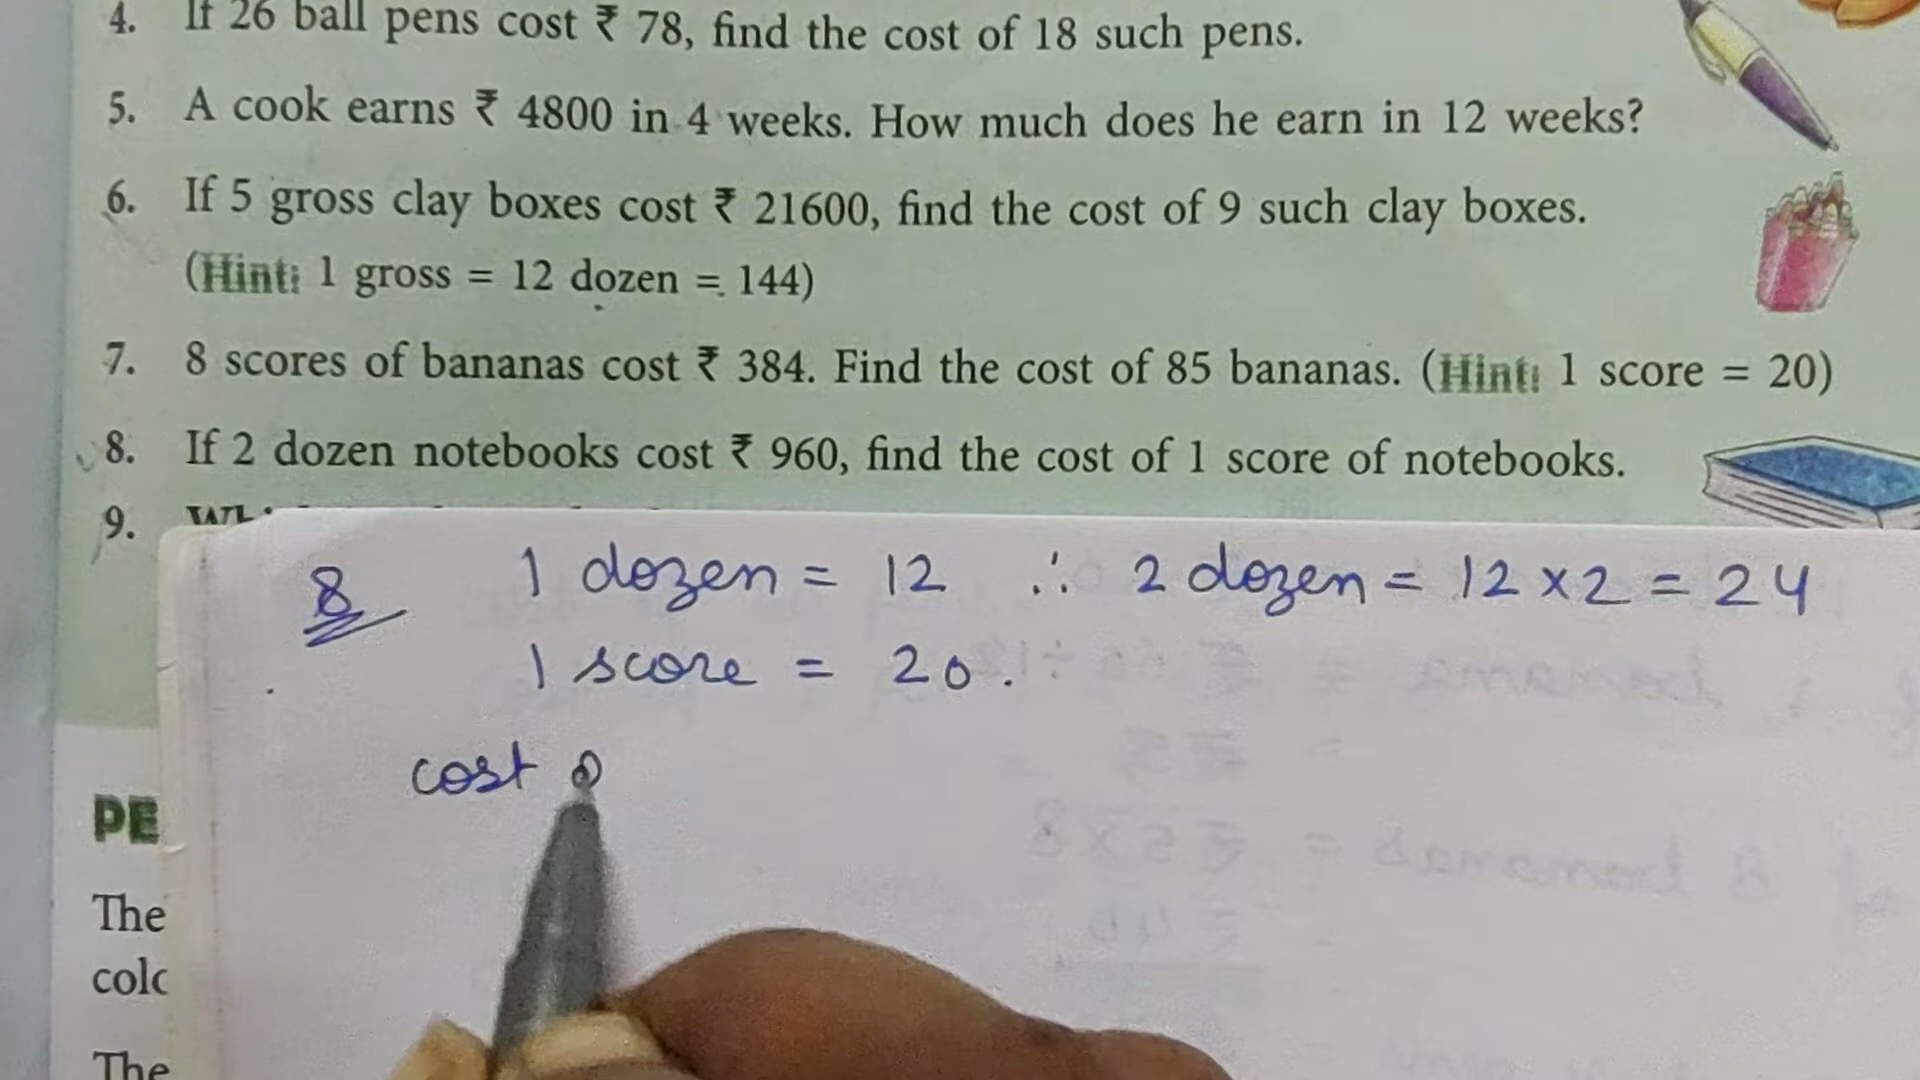 4. If 26 ball pens cost ₹ 78, find the cost of 18 such pens.
5. A cook earns ₹ 4800 in 4 weeks. How much does he earn in 12 weeks?
6. If 5 gross clay boxes cost ₹ 21600, find the cost of 9 such clay boxes.
(Hint: 1 gross = 12 dozen = 144)
7. 8 scores of bananas cost ₹ 384. Find the cost of 85 bananas. (Hint: 1 score = 20)
8. If 2 dozen notebooks cost ₹ 960, find the cost of 1 score of notebooks.
9.
8 1 dozen = 12 ∴ 2 dozen = 12 × 2 = 24
1 score = 20.
cost
PE
The
colc
The